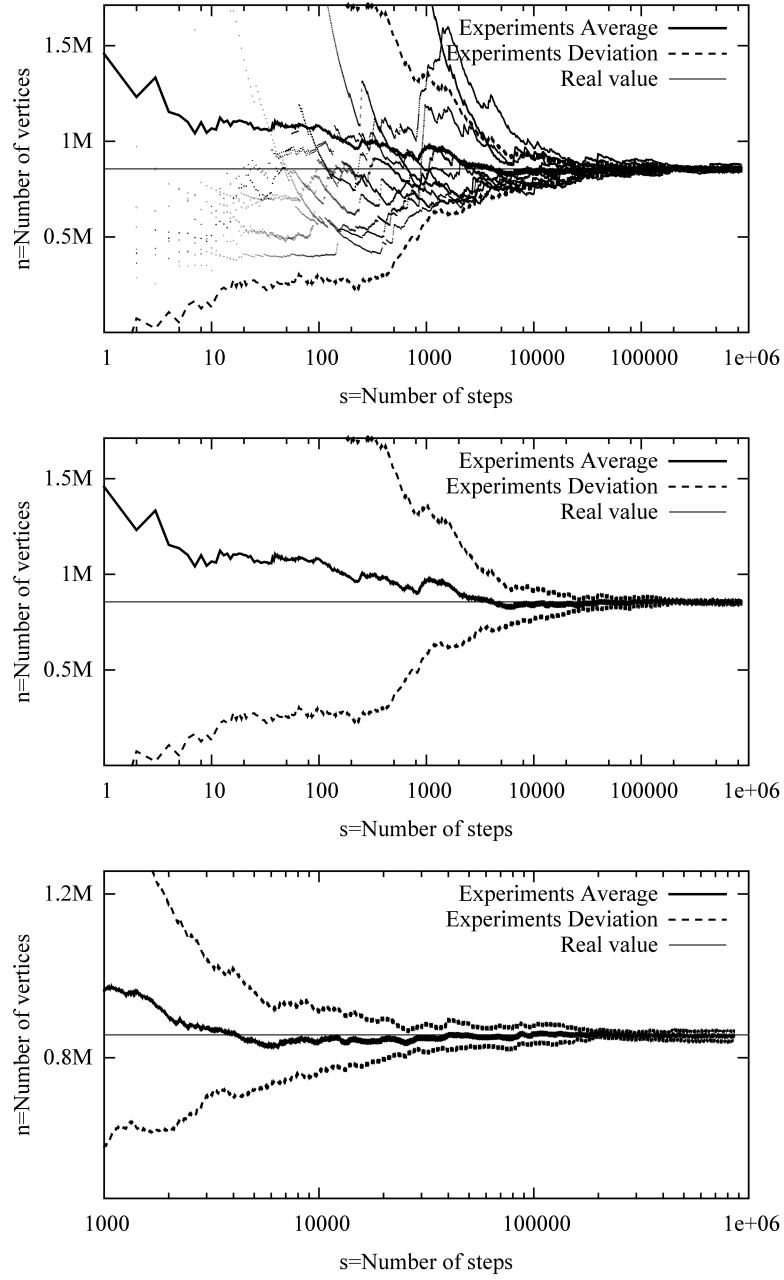 1.5M
1M
0.5M
n=Number of vertices
Experiments Average
Experiments Deviation
Real value
1 10 100 1000 10000 100000 1e+06
s=Number of steps
1.5M
1M
0.5M
n=Number of vertices
Experiments Average
Experiments Deviation
Real value
1 10 100 1000 10000 100000 1e+06
s=Number of steps
1.2M
0.8M
n=Number of vertices
Experiments Average
Experiments Deviation
Real value
1000 10000 100000 1e+06
s=Number of steps